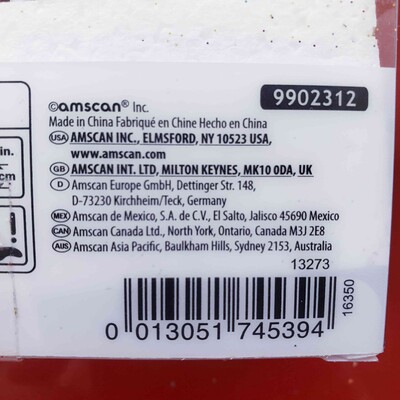 ©amscan® Inc.
9902312
Made in China Fabriqué en Chine Hecho en China
USA AMSCAN INC., ELMSFORD, NY 10523 USA,
www.amscan.com
GB AMSCAN INT. LTD, MILTON KEYNES, MK10 0DA, UK
D Amscan Europe GmbH, Dettinger Str. 148,
D-73230 Kirchheim/Teck, Germany
MEX Amscan de Mexico, S.A. de C.V., El Salto, Jalisco 45690 Mexico
CAN Amscan Canada Ltd., North York, Ontario, Canada M3J 2E8
AUS Amscan Asia Pacific, Baulkham Hills, Sydney 2153, Australia
in.
cm
!
13273
16350
0 013051 745394